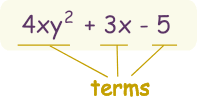 4xy² + 3x - 5
terms